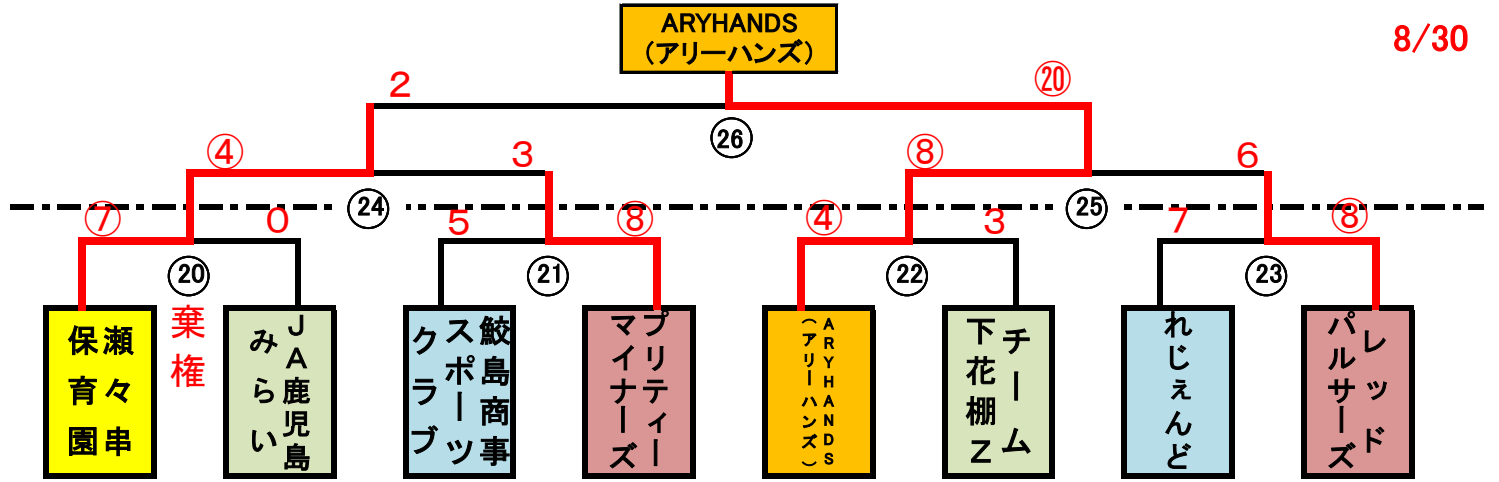 ARYHANDS
（アリーハンズ）
8/30
2
⑳
㉖
④
3
⑧
6
㉔
㉕
⑦
0
5
⑧
④
3
7
⑧
⑳
㉑
㉒
㉓
棄権
瀬々串
保育園
JA鹿児島
みらい
鮫島商事
スポーツ
クラブ
プリティー
マイナーズ
ARYHANDS
（アリーハンズ）
チーム
下花棚Z
れじぇんど
レッド
パルサーズ